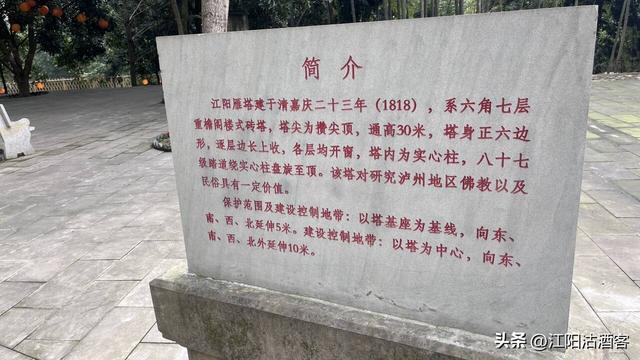 简介
江阳雁塔建于清嘉庆二十三年（1818），系六角七层
重檐阁楼式砖塔，塔尖为攒尖顶，通高30米，塔身正六边
形，逐层边长上收，各层均开窗，塔内为实心柱，八十七
级踏道绕实心柱盘旋至顶。该塔对研究泸州地区佛教以及
民俗具有一定价值。
保护范围及建设控制地带：以塔基座为基线，向东、
南、西、北延伸5米。建设控制地带：以塔为中心，向东、
南、西、北外延伸10米。
头条 @江阳沽酒客